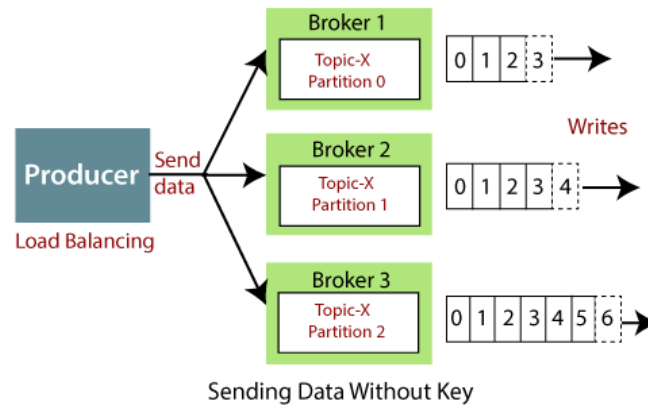 Broker 1
Topic-X
Partition 0
0 1 2 3
Writes
Broker 2
Topic-X
Partition 1
0 1 2 3 4
Producer
Send
data
Load Balancing
Broker 3
Topic-X
Partition 2
0 1 2 3 4 5 6
Sending Data Without Key